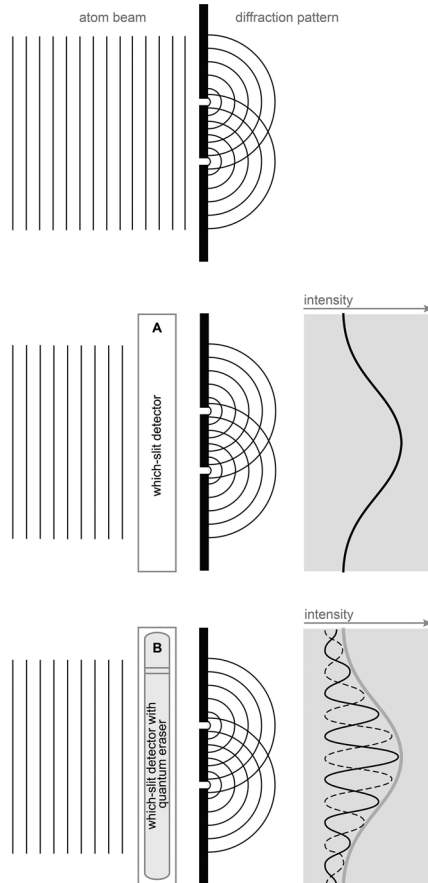 atom beam
diffraction pattern
intensity
A
which-slit detector
intensity
B
which-slit detector with
quantum eraser